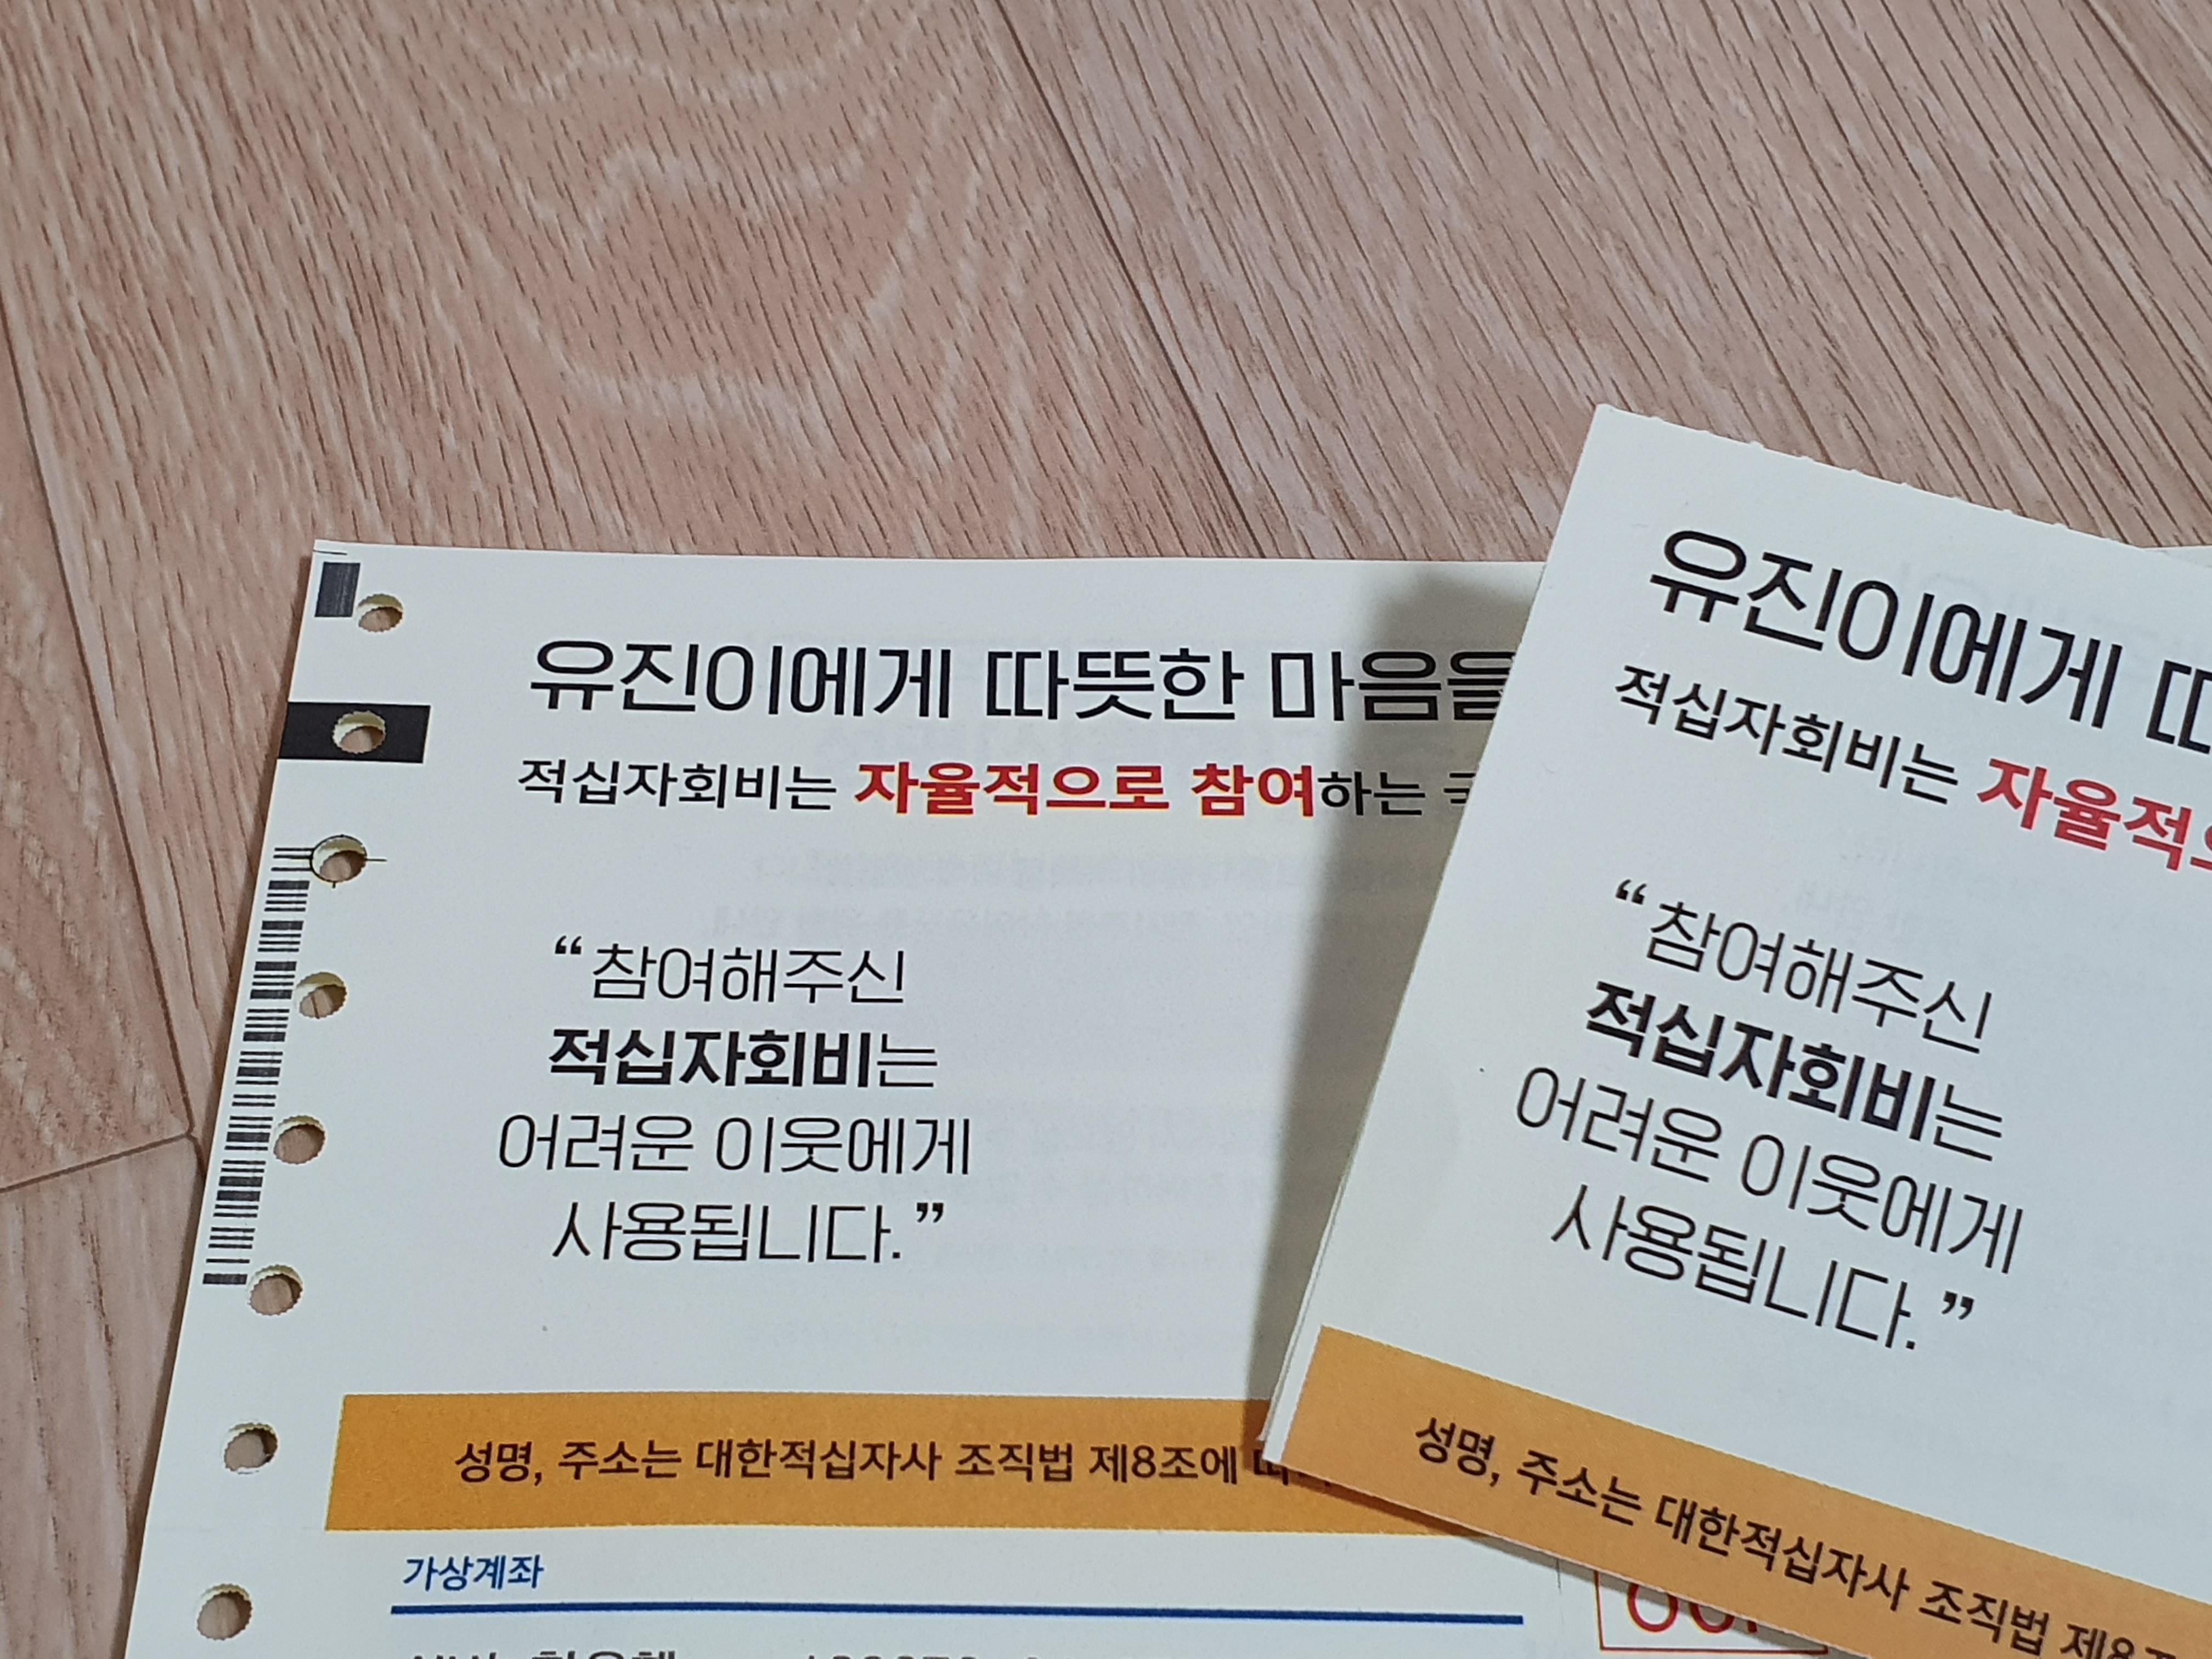 유진이에게 따뜻한 마음을
적십자회비는 자율적으로 참여하는
“참여해주신
적십자회비는
어려운 이웃에게
사용됩니다.”
성명, 주소는 대한적십자사 조직법 제8조에
가상계좌
유진이에게
적십자회비는 자율적
“참여해주신
적십자회비는
어려운 이웃에게
사용됩니다.”
성명, 주소는 대한적십자사 조직법 제8